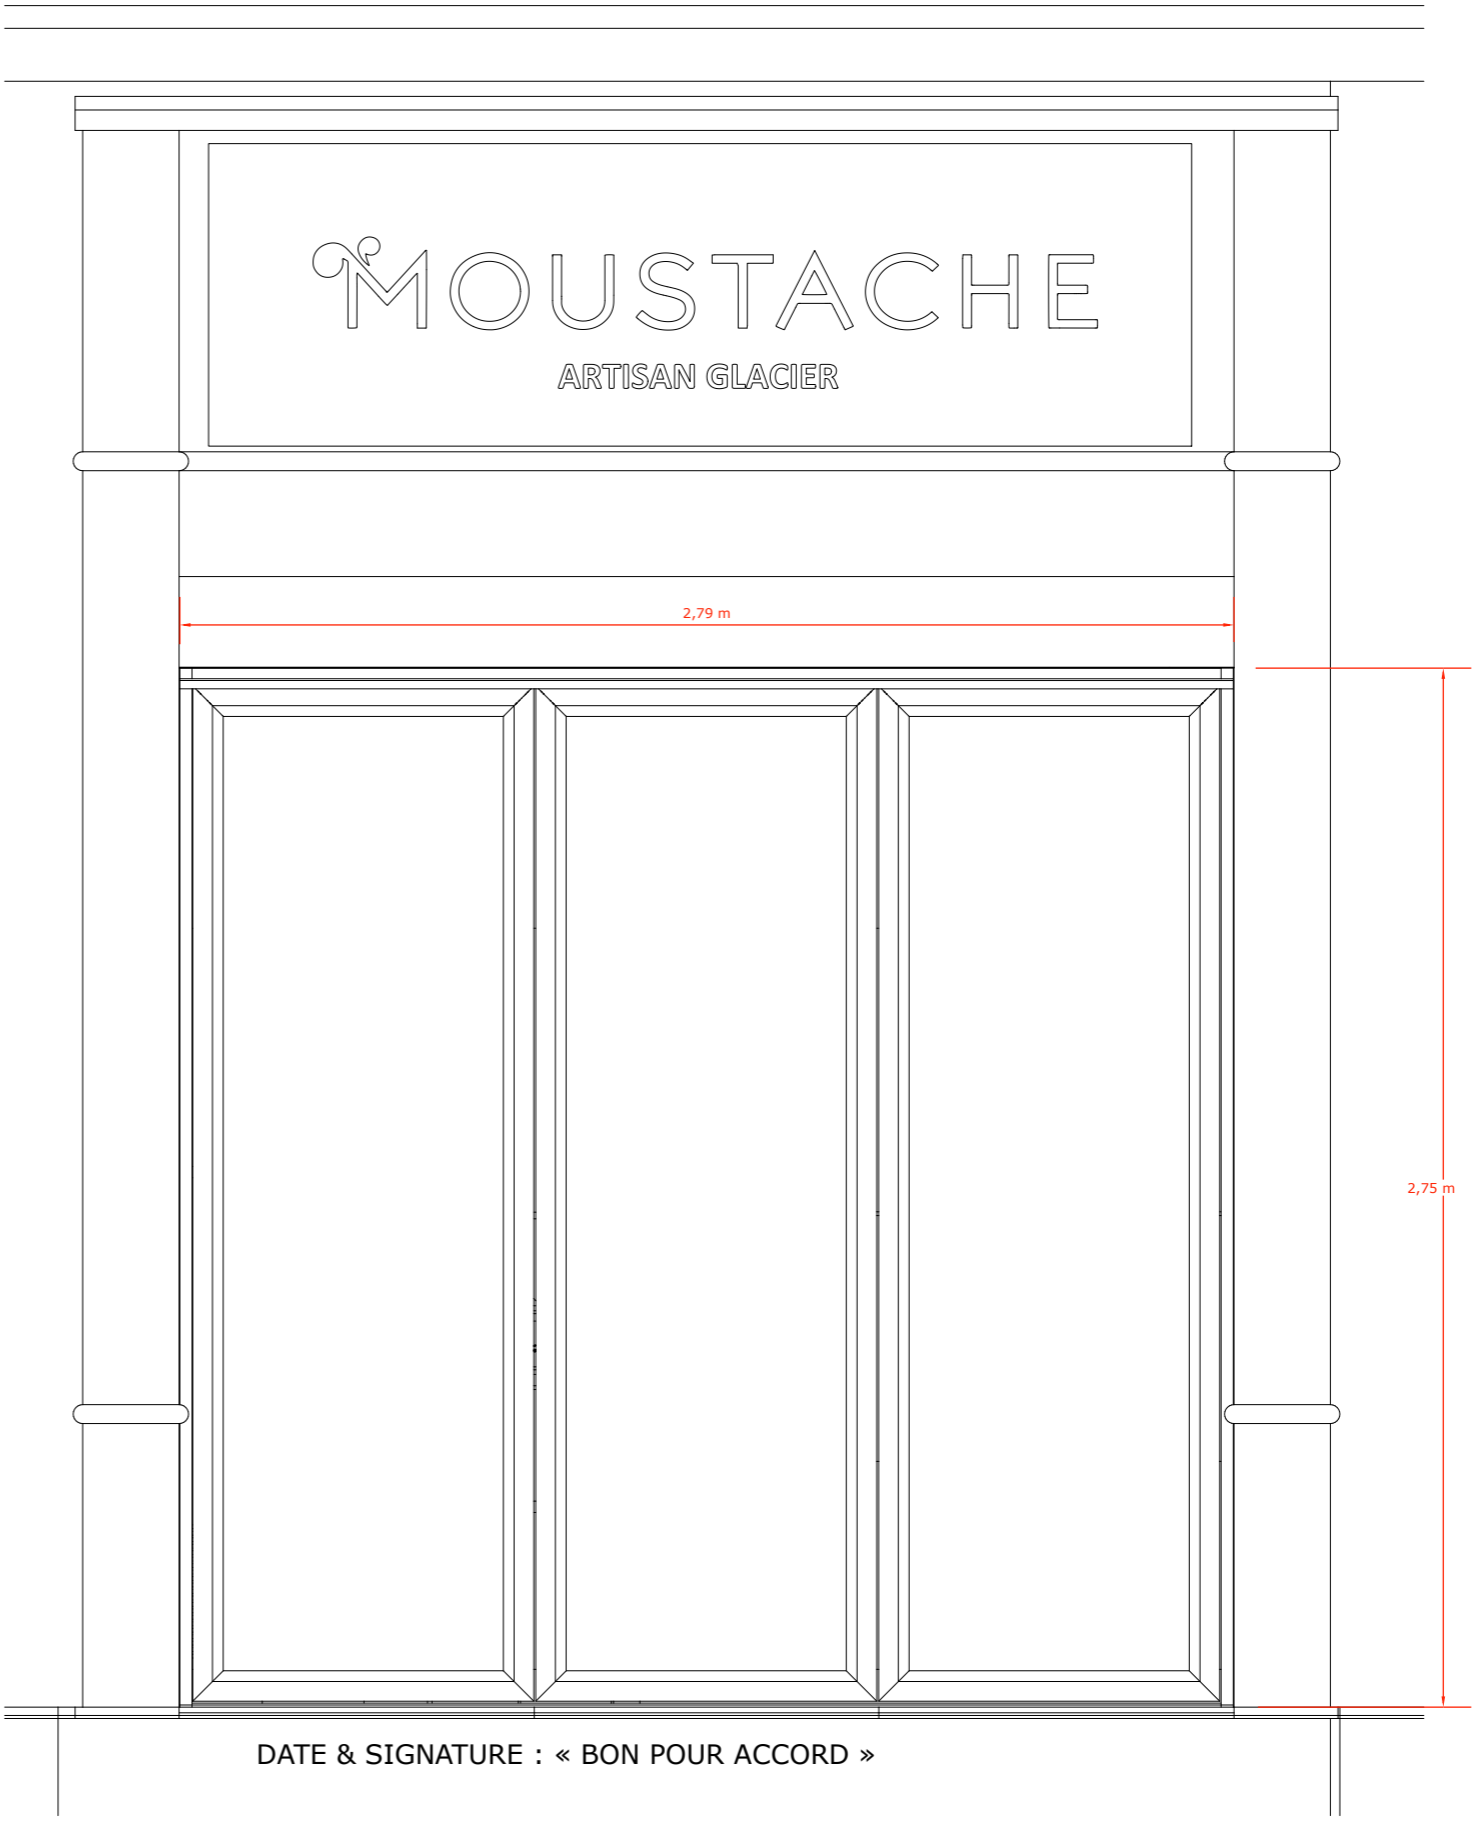 MOUSTACHE
ARTISAN GLACIER
2,79 m
2,75 m
DATE & SIGNATURE : « BON POUR ACCORD »